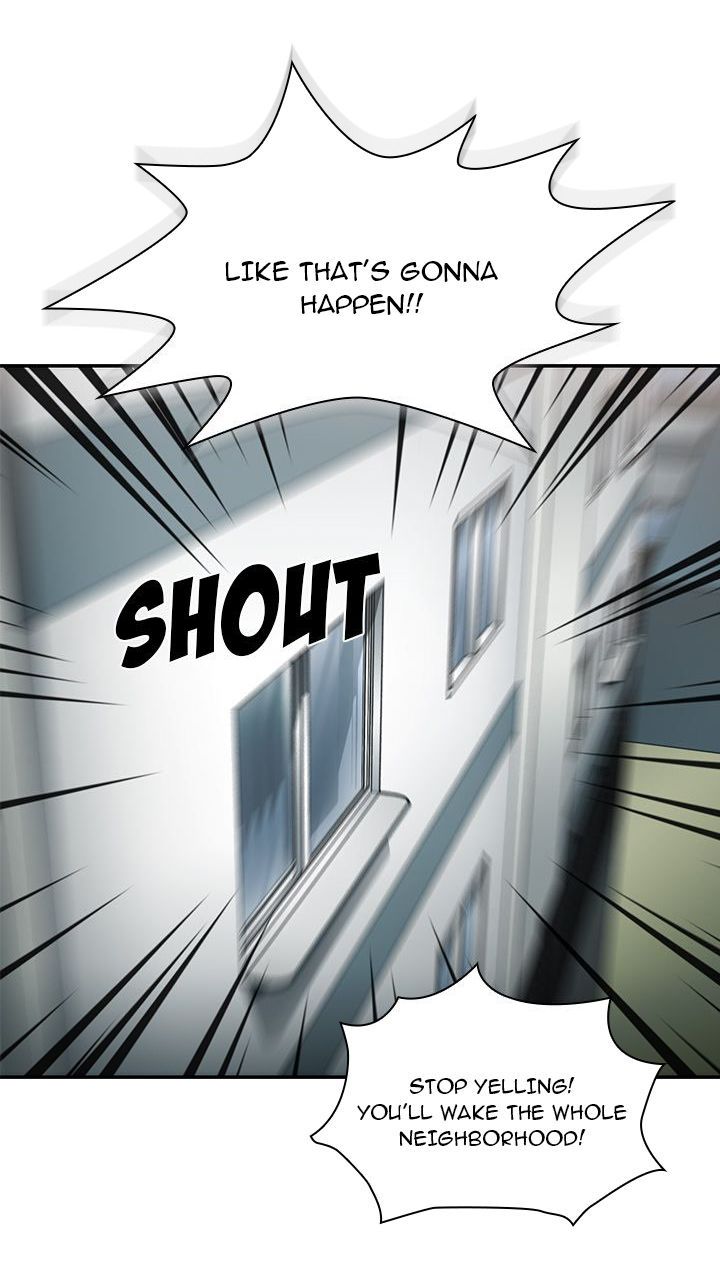 LIKE THAT'S GONNA
HAPPEN!!
SHOUT
STOP YELLING!
YOU'LL WAKE THE WHOLE
NEIGHBORHOOD!